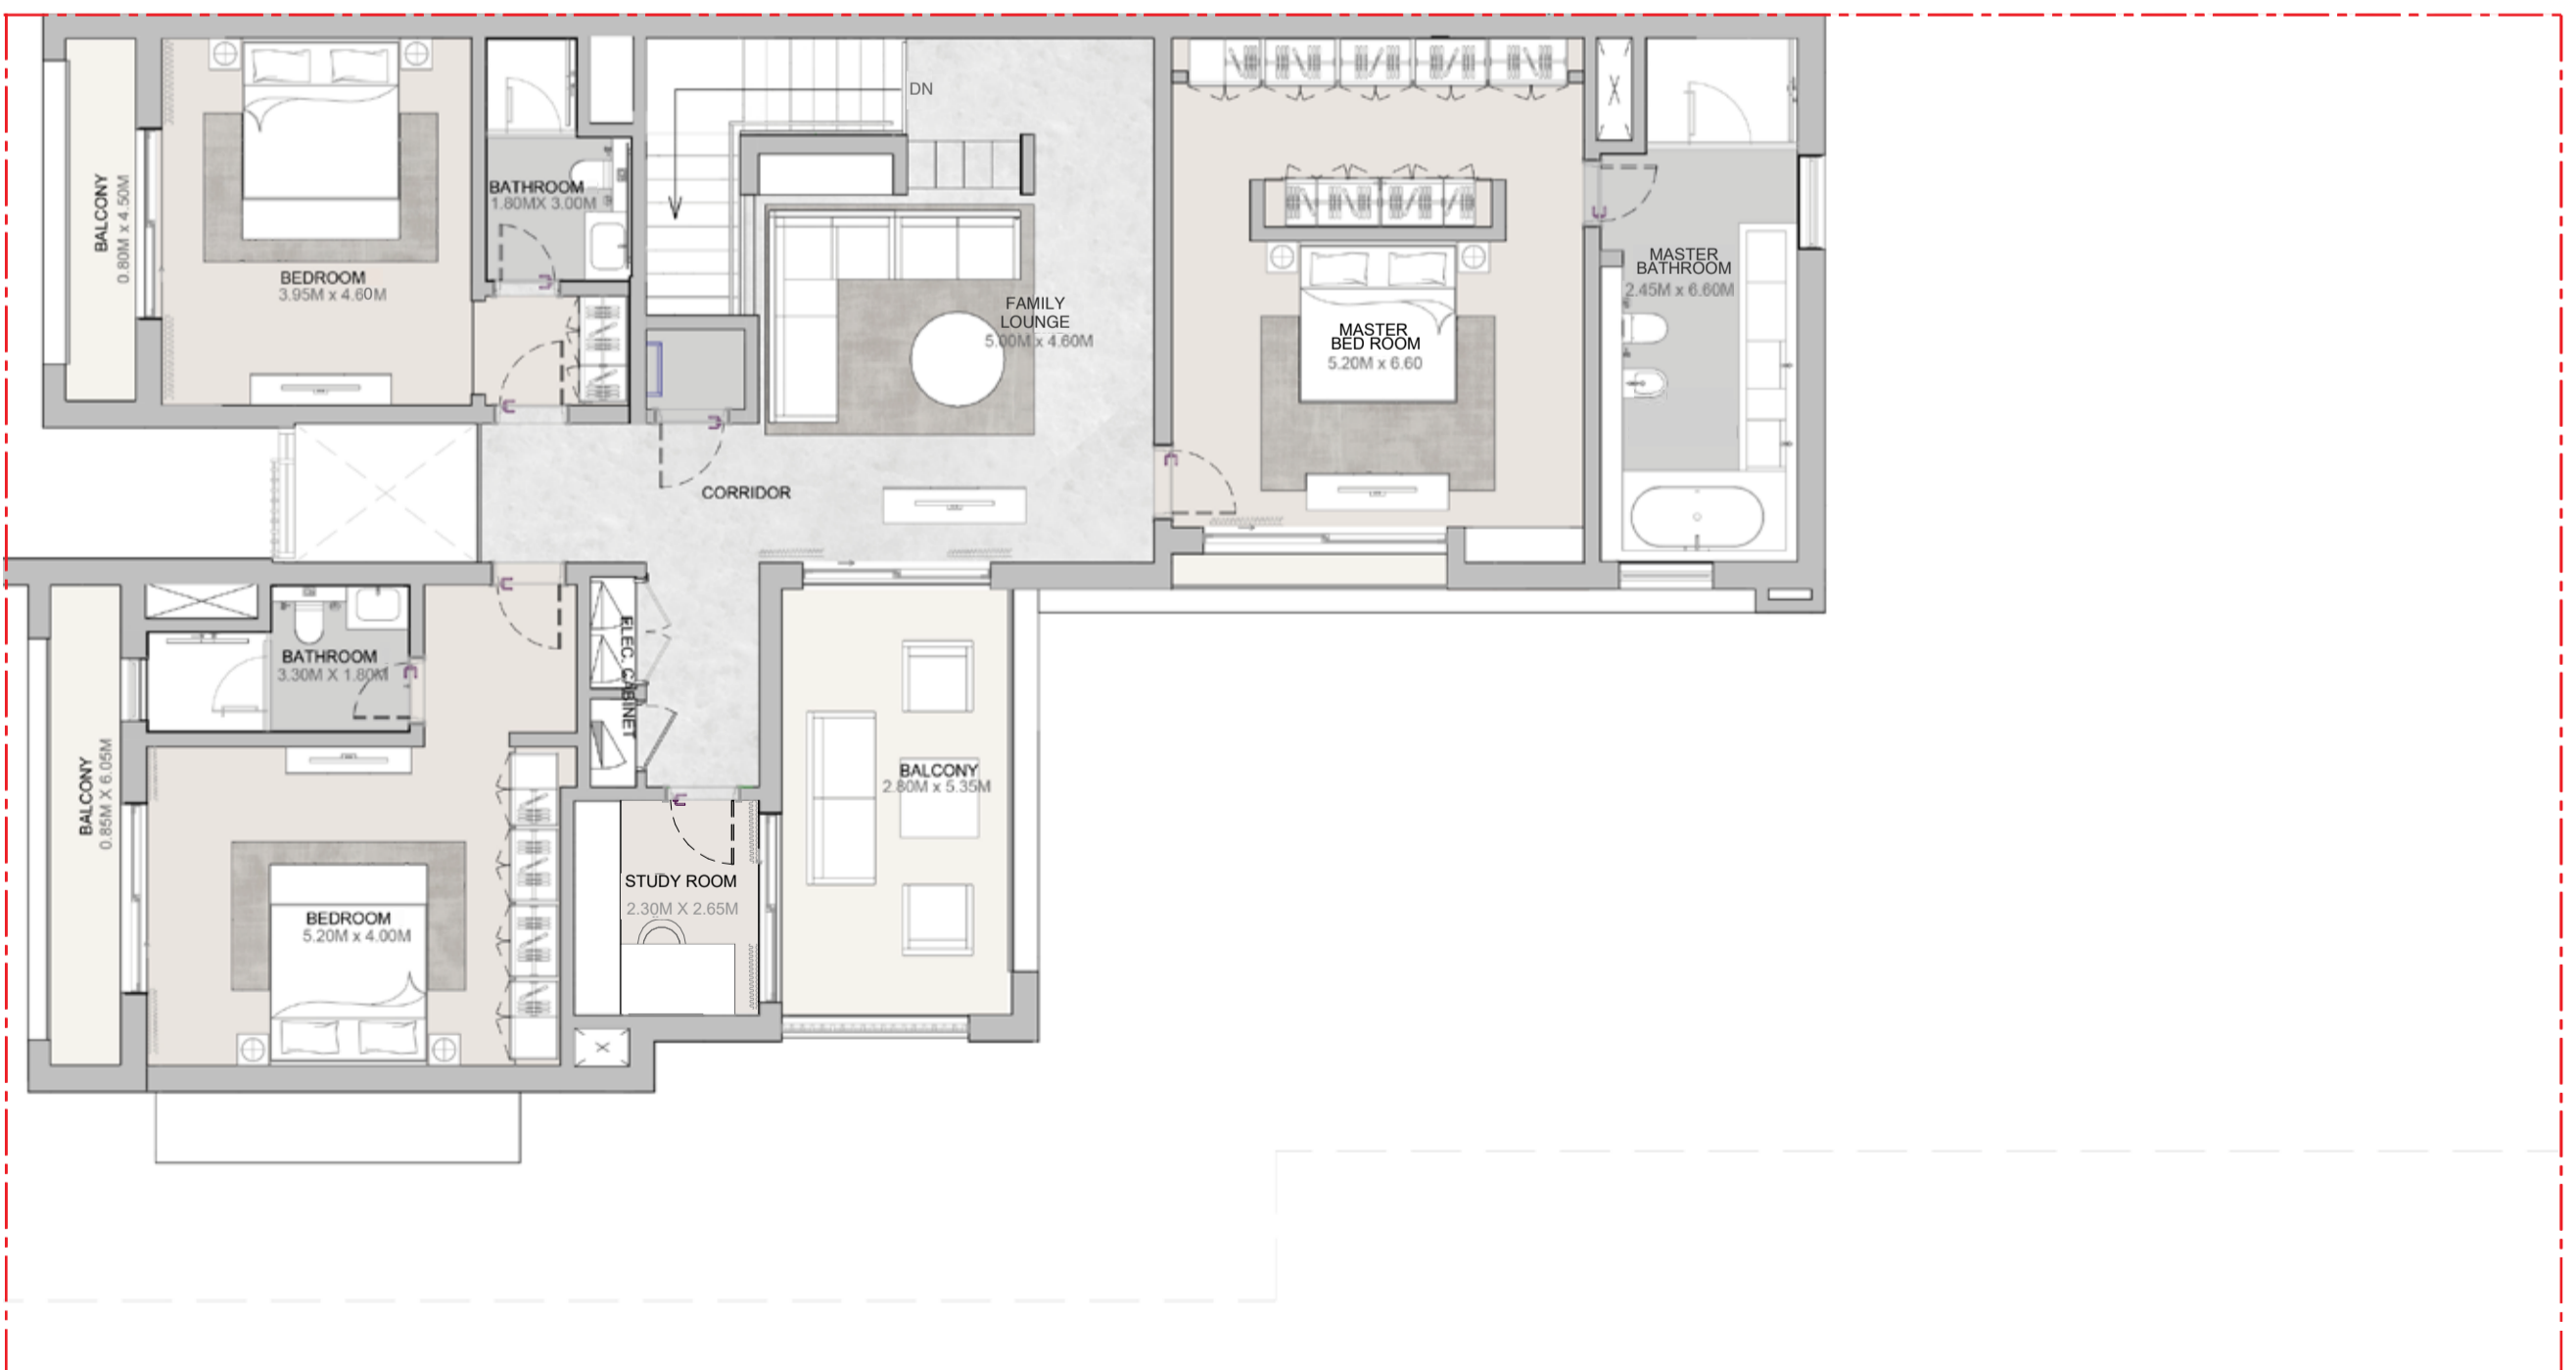 DN
BALCONY
0.80M x 4.50M
BEDROOM
3.95M x 4.60M
BATHROOM
1.80MX 3.00M
FAMILY
LOUNGE
5.00M x 4.60M
MASTER
BED ROOM
5.20M x 6.60
MASTER
BATHROOM
2.45M x 6.60M
CORRIDOR
BATHROOM
3.30M X 1.80M
ELEC. CABINET
BALCONY
0.85M X 6.05M
BALCONY
2.80M x 5.35M
STUDY ROOM
2.30M X 2.65M
BEDROOM
5.20M x 4.00M